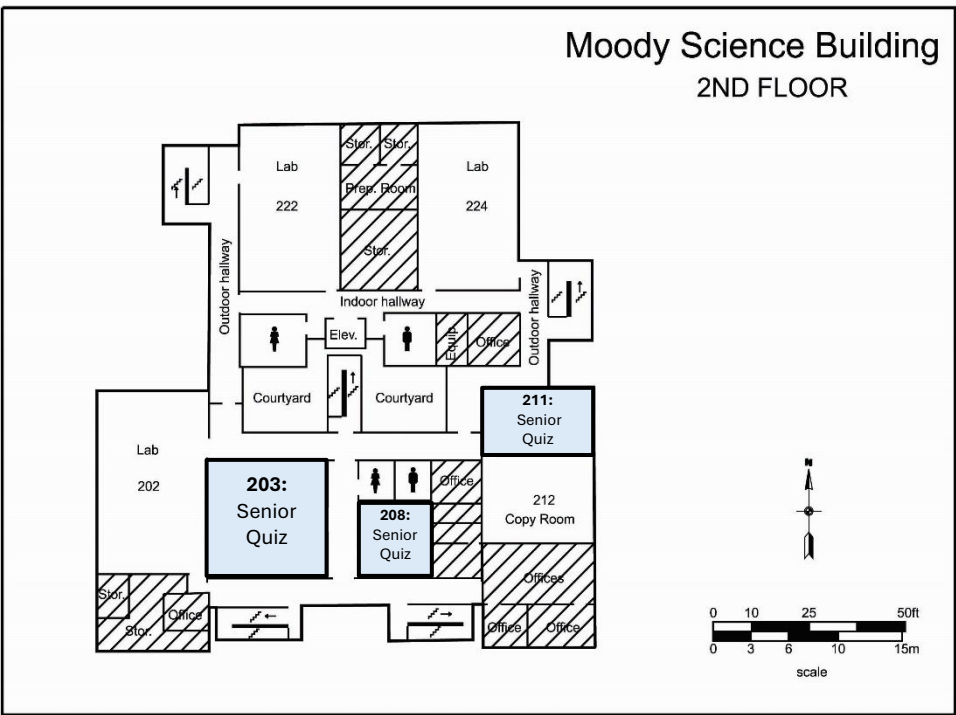 Moody Science Building
2ND FLOOR
Stor.
Stor.
Lab
222
Prep. Room
Lab
224
Stor.
Outdoor hallway
Indoor hallway
Outdoor hallway
Elev.
Equip
Office
Courtyard
Courtyard
211:
Senior
Quiz
Lab
202
203:
Senior
Quiz
Office
208:
Senior
Quiz
212
Copy Room
N
Offices
Stor.
Office
Stor.
Office
Office
0 10 25 50ft
0 3 6 10 15m
scale